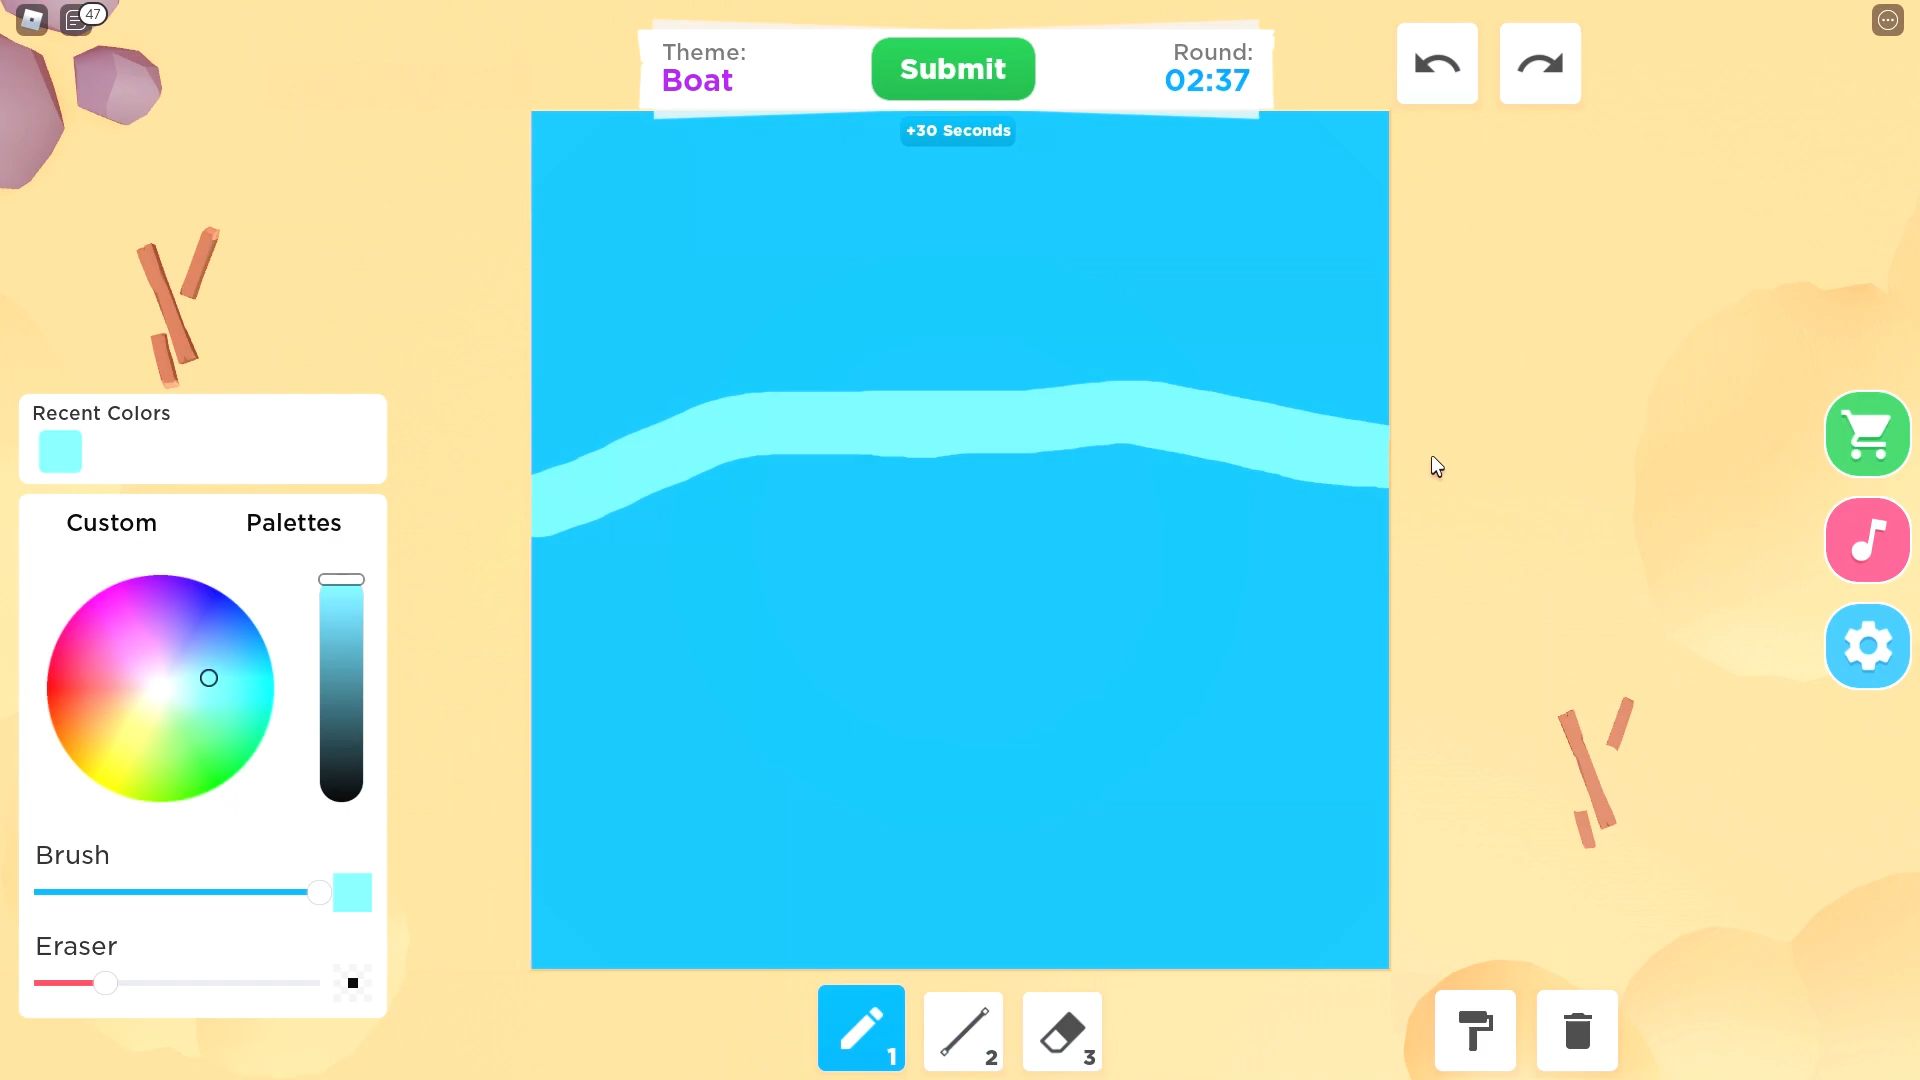 47
Theme:
Boat
Submit
Round:
02:37
+30 Seconds
Recent Colors
Custom
Palettes
Brush
Eraser
1
2
3